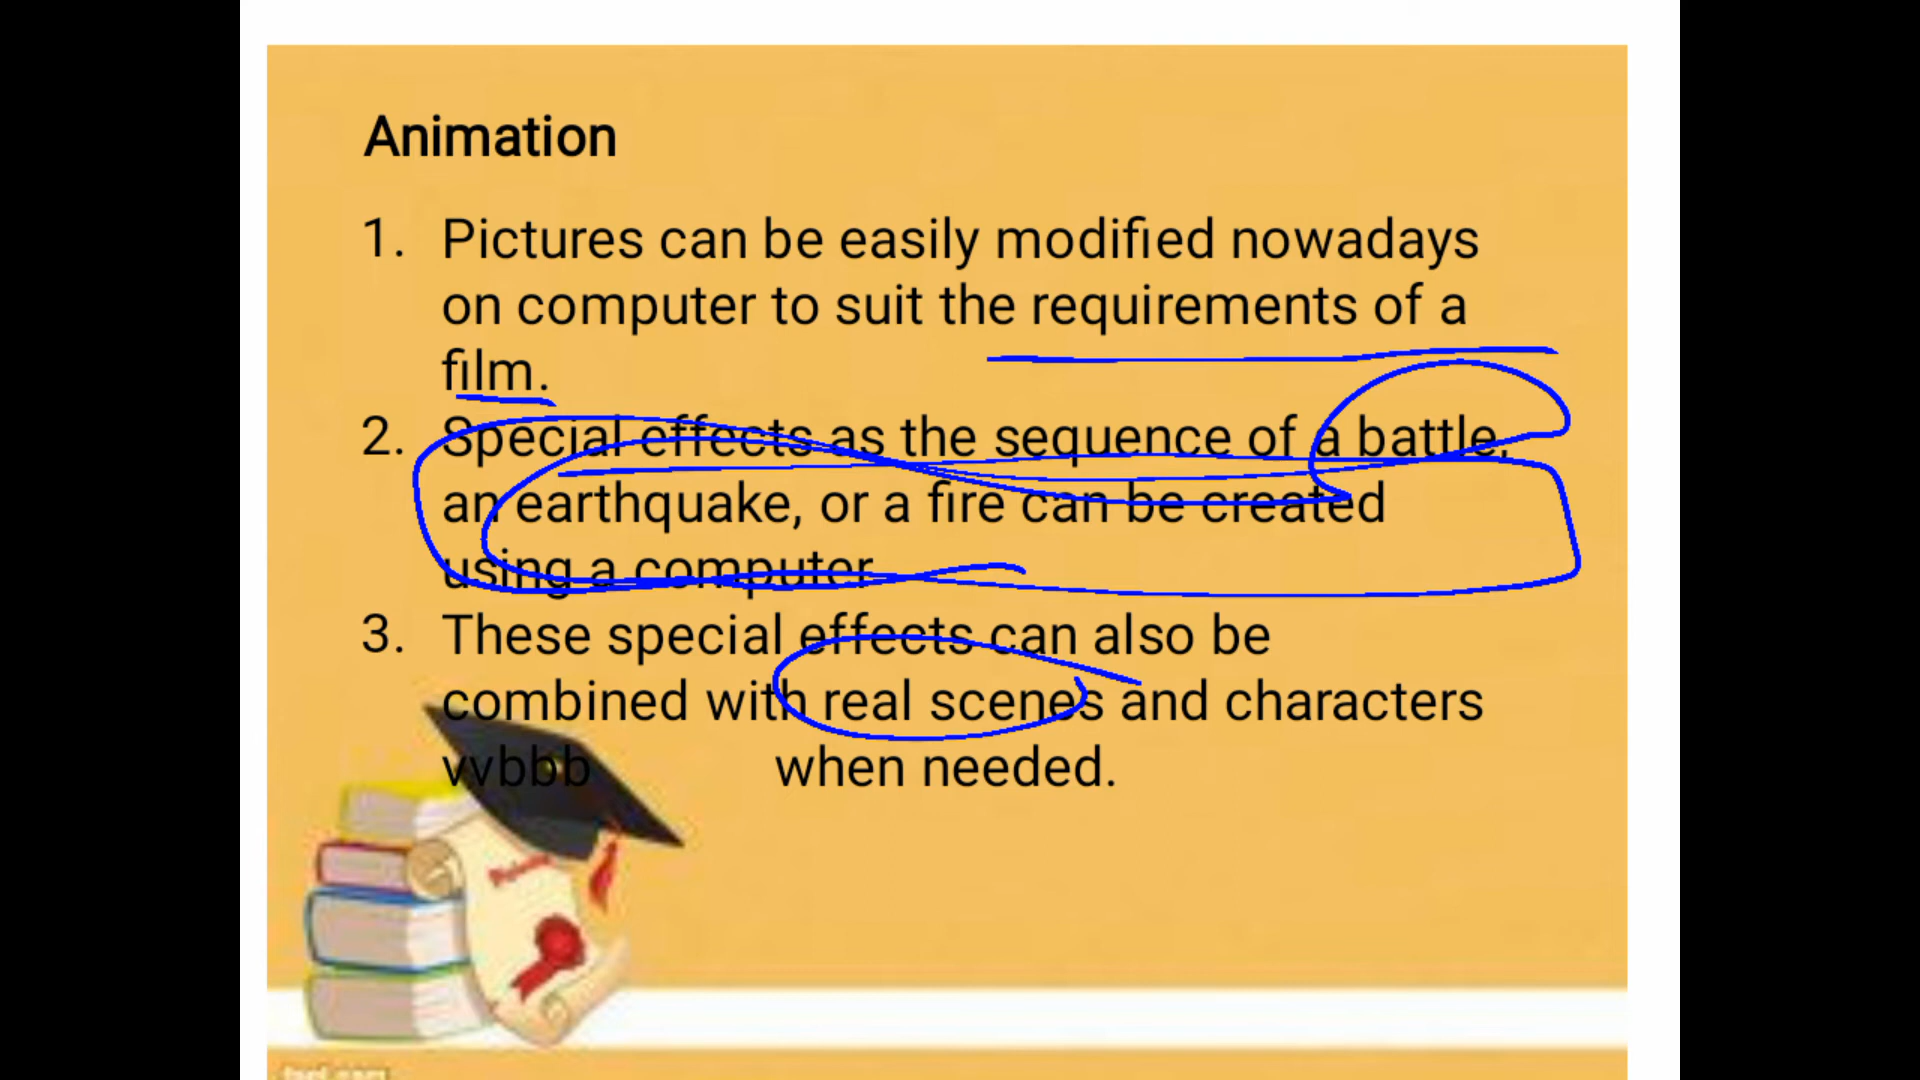 Animation
1. Pictures can be easily modified nowadays
on computer to suit the requirements of a
film.
2. Special effects as the sequence of a battle,
an earthquake, or a fire can be created
using a computer
3. These special effects can also be
combined with real scenes and characters
vvbbb when needed.